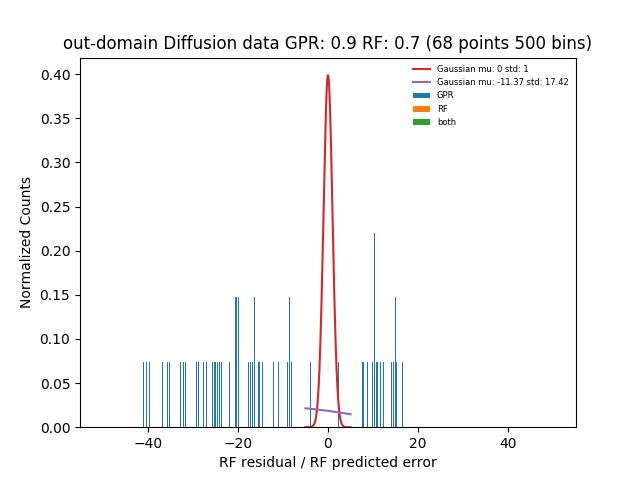 out-domain Diffusion data GPR: 0.9 RF: 0.7 (68 points 500 bins)
Gaussian mu: 0 std: 1
Gaussian mu: -11.37 std: 17.42
GPR
RF
both
Normalized Counts
0.40
0.35
0.30
0.25
0.20
0.15
0.10
0.05
0.00
−40 −20 0 20 40
RF residual / RF predicted error